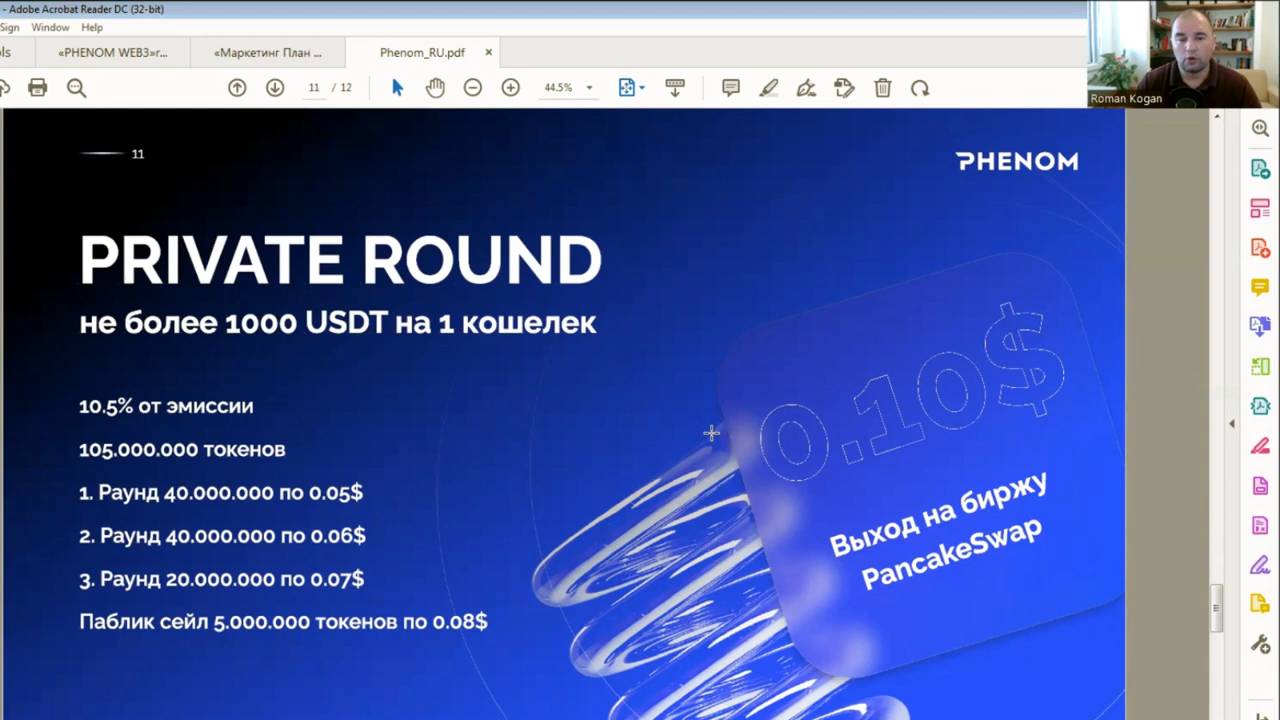 - Adobe Acrobat Reader DC (32-bit)
Sign Window Help
ols
«PHENOM WEB3»г...
«Маркетинг План ...
Phenom_RU.pdf ×
11 / 12
44.5%
Roman Kogan
11
PHENOM
PRIVATE ROUND
не более 1000 USDT на 1 кошелек
10.5% от эмиссии
105.000.000 токенов
1. Раунд 40.000.000 по 0.05$
2. Раунд 40.000.000 по 0.06$
3. Раунд 20.000.000 по 0.07$
Паблик сейл 5.000.000 токенов по 0.08$
0.10$
Выход на биржу
PancakeSwap